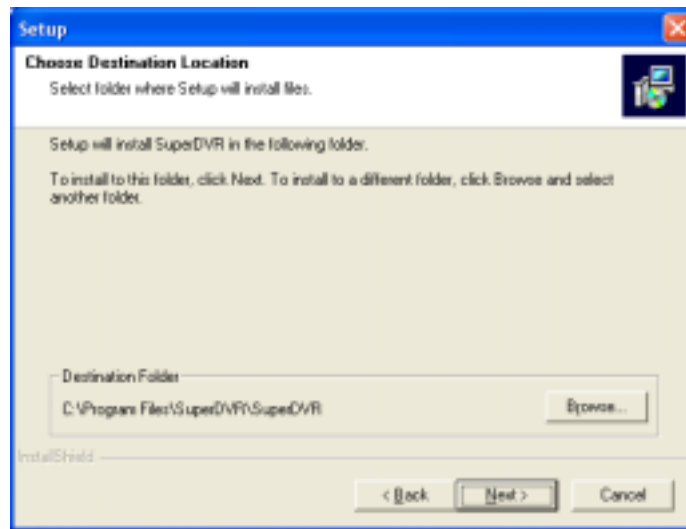 Setup
Choose Destination Location
Select folder where Setup will install files.
Setup will install SuperDVR in the following folder.
To install to this folder, click Next. To install to a different folder, click Browse and select
another folder.
Destination Folder
C:\Program Files\SuperDVR\SuperDVR
Browse...
InstallShield
< Back
Next >
Cancel